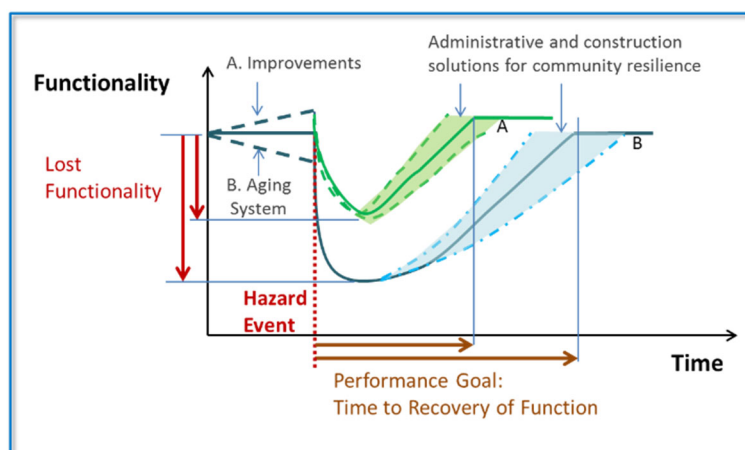 Administrative and construction
solutions for community resilience
A. Improvements
Functionality
A
B
Lost
Functionality
B. Aging
System
Hazard
Event
Time
Performance Goal:
Time to Recovery of Function